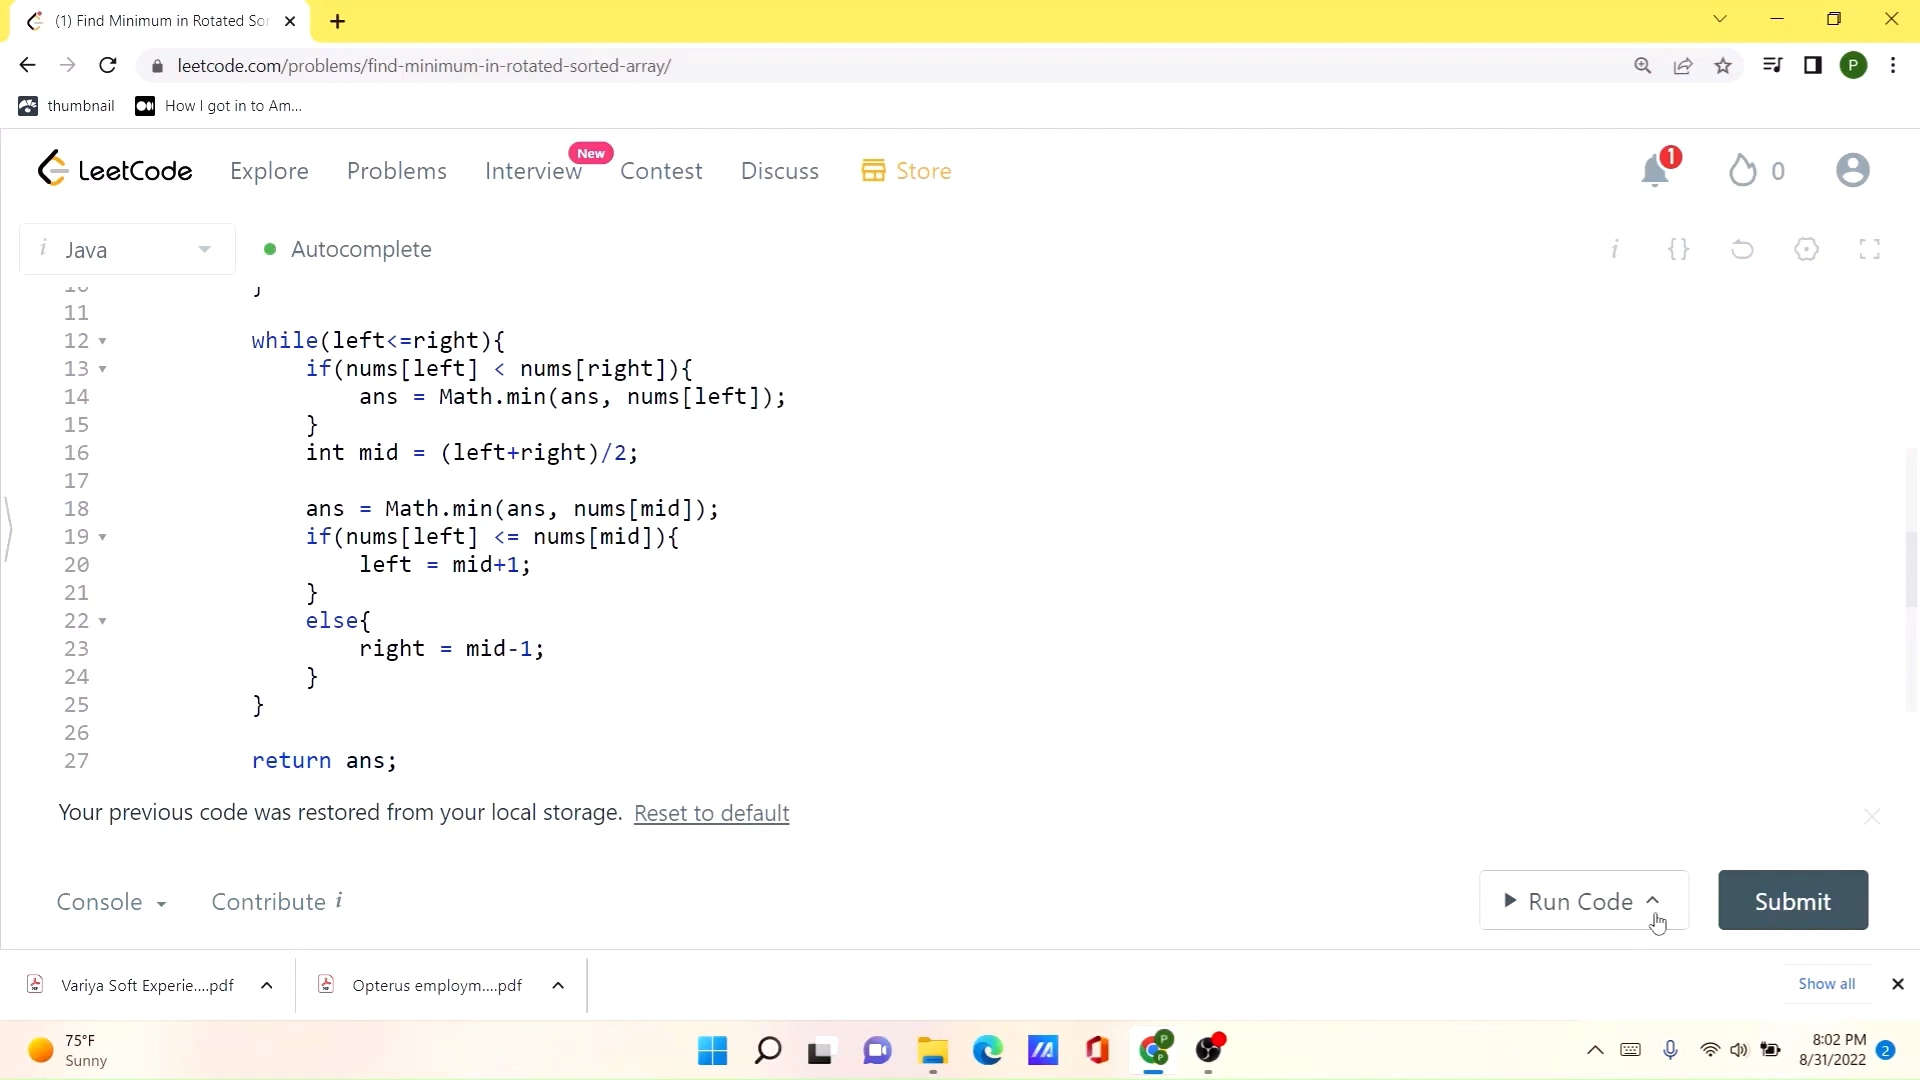 (1) Find Minimum in Rotated Sor
leetcode.com/problems/find-minimum-in-rotated-sorted-array/
P
thumbnail
How I got in to Am...
LeetCode
Explore
Problems
Interview
New
Contest
Discuss
Store
1
0
i
Java
Autocomplete
i
{}
10 }
11
12 while(left<=right){
13 if(nums[left] < nums[right]){
14 ans = Math.min(ans, nums[left]);
15 }
16 int mid = (left+right)/2;
17
18 ans = Math.min(ans, nums[mid]);
19 if(nums[left] <= nums[mid]){
20 left = mid+1;
21 }
22 else{
23 right = mid-1;
24 }
25 }
26
27 return ans;
Your previous code was restored from your local storage. Reset to default
Console
Contribute i
Run Code
Submit
Variya Soft Experie....pdf
Opterus employm....pdf
Show all
75°F
Sunny
P
P
8:02 PM
8/31/2022
2